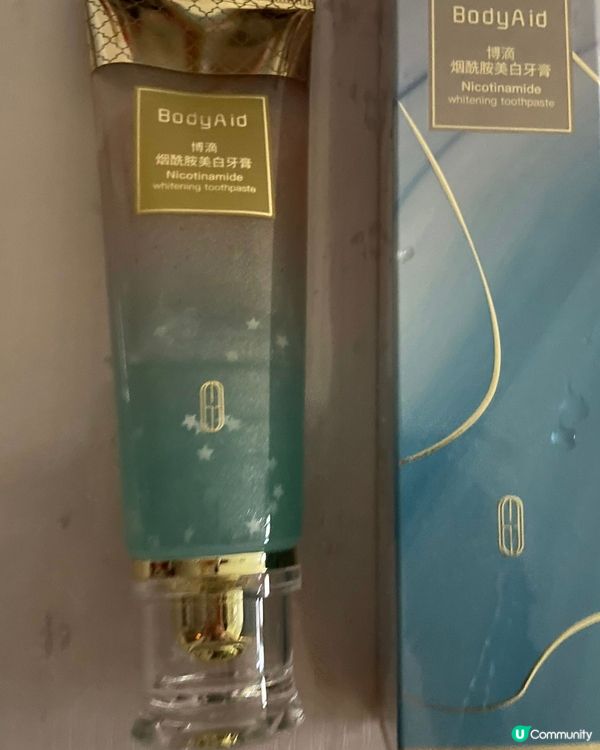 BodyAid
博滴
烟酰胺美白牙膏
Nicotinamide
whitening toothpaste
BodyAid
博滴
烟酰胺美白牙膏
Nicotinamide
whitening toothpaste
U Community